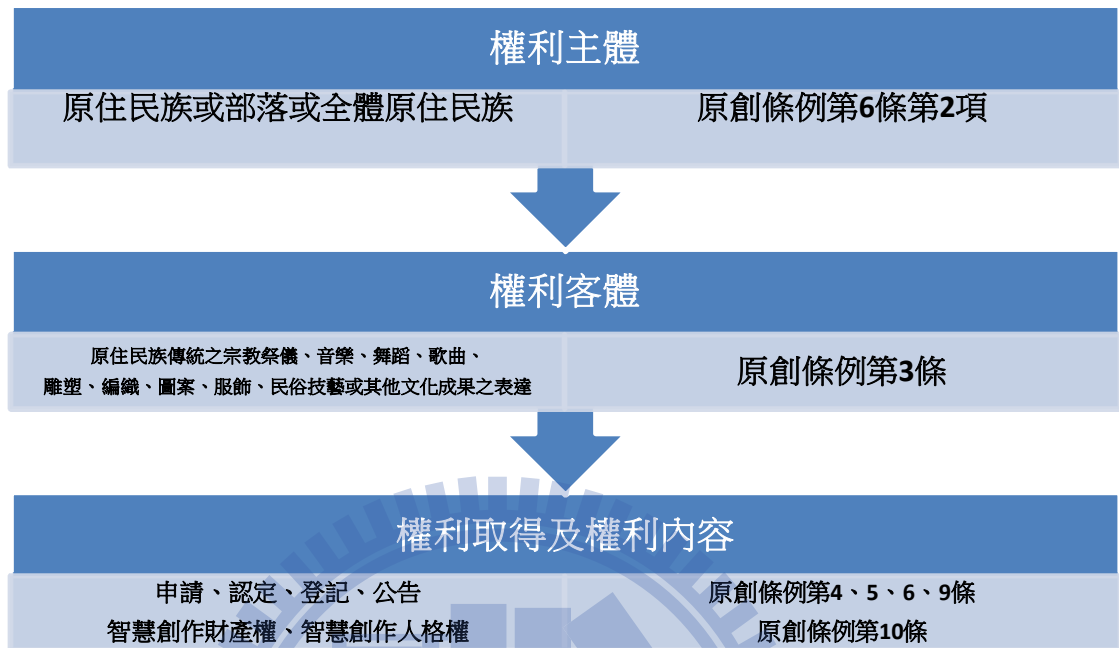 權利主體
原住民族或部落或全體原住民族
原創條例第6條第2項
權利客體
原住民族傳統之宗教祭儀、音樂、舞蹈、歌曲、
雕塑、編織、圖案、服飾、民俗技藝或其他文化成果之表達
原創條例第3條
權利取得及權利內容
申請、認定、登記、公告
智慧創作財產權、智慧創作人格權
原創條例第4、5、6、9條
原創條例第10條